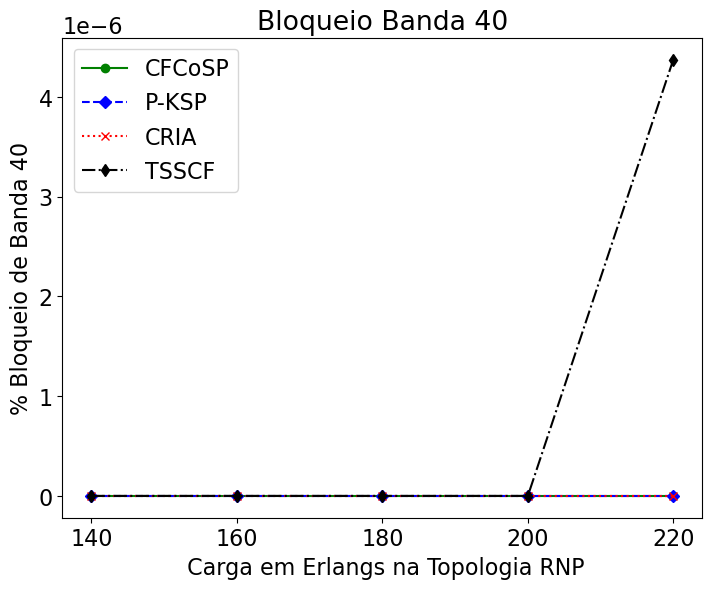 Bloqueio Banda 40
1e−6
CFCoSP
P-KSP
CRIA
TSSCF
% Bloqueio de Banda 40
4
3
2
1
0
140 160 180 200 220
Carga em Erlangs na Topologia RNP